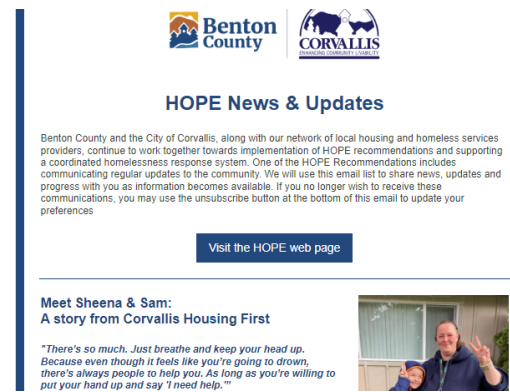 Benton
County
CORVALLIS
ENHANCING COMMUNITY LIVABILITY
HOPE News & Updates
Benton County and the City of Corvallis, along with our network of local housing and homeless services
providers, continue to work together towards implementation of HOPE recommendations and supporting
a coordinated homelessness response system. One of the HOPE Recommendations includes
communicating regular updates to the community. We will use this email list to share news, updates and
progress with you as information becomes available. If you no longer wish to receive these
communications, you may use the unsubscribe button at the bottom of this email to update your
preferences
Visit the HOPE web page
Meet Sheena & Sam:
A story from Corvallis Housing First
"There's so much. Just breathe and keep your head up.
Because even though it feels like you're going to drown,
there's always people to help you. As long as you're willing to
put your hand up and say 'I need help.'"